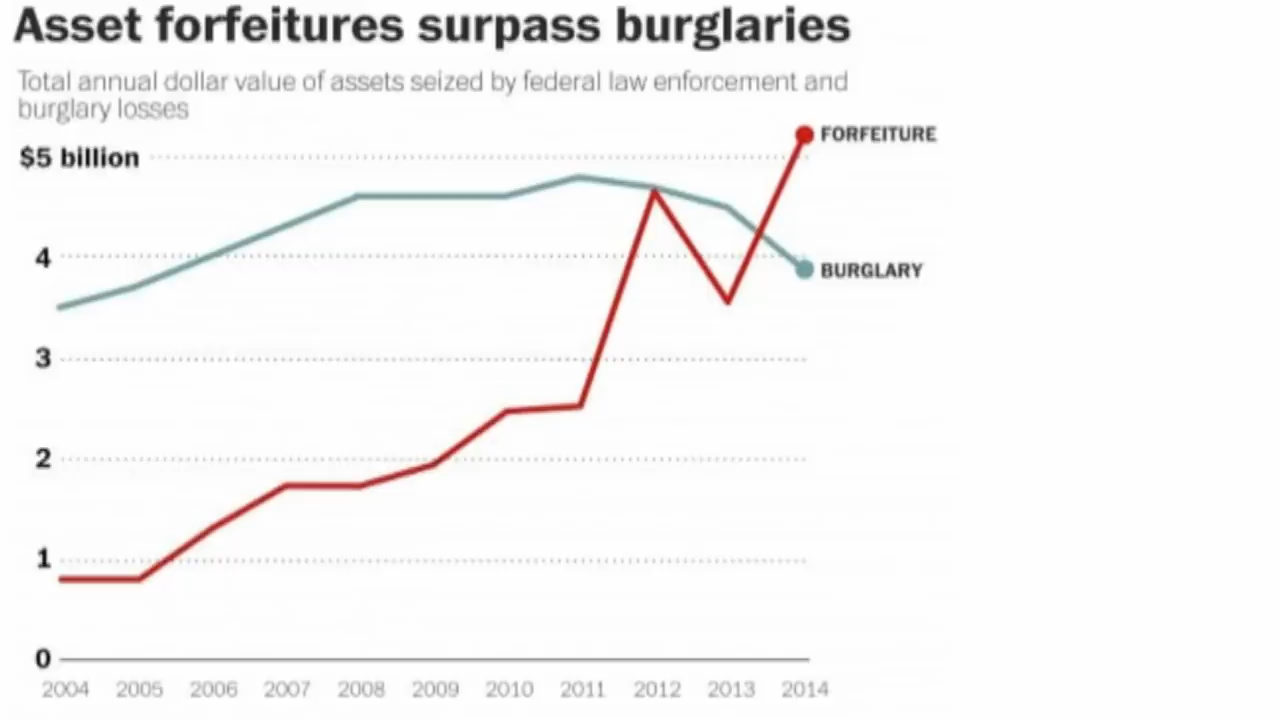 Asset forfeitures surpass burglaries
Total annual dollar value of assets seized by federal law enforcement and
burglary losses
FORFEITURE
$5 billion
4
BURGLARY
3
2
1
0
2004 2005 2006 2007 2008 2009 2010 2011 2012 2013 2014